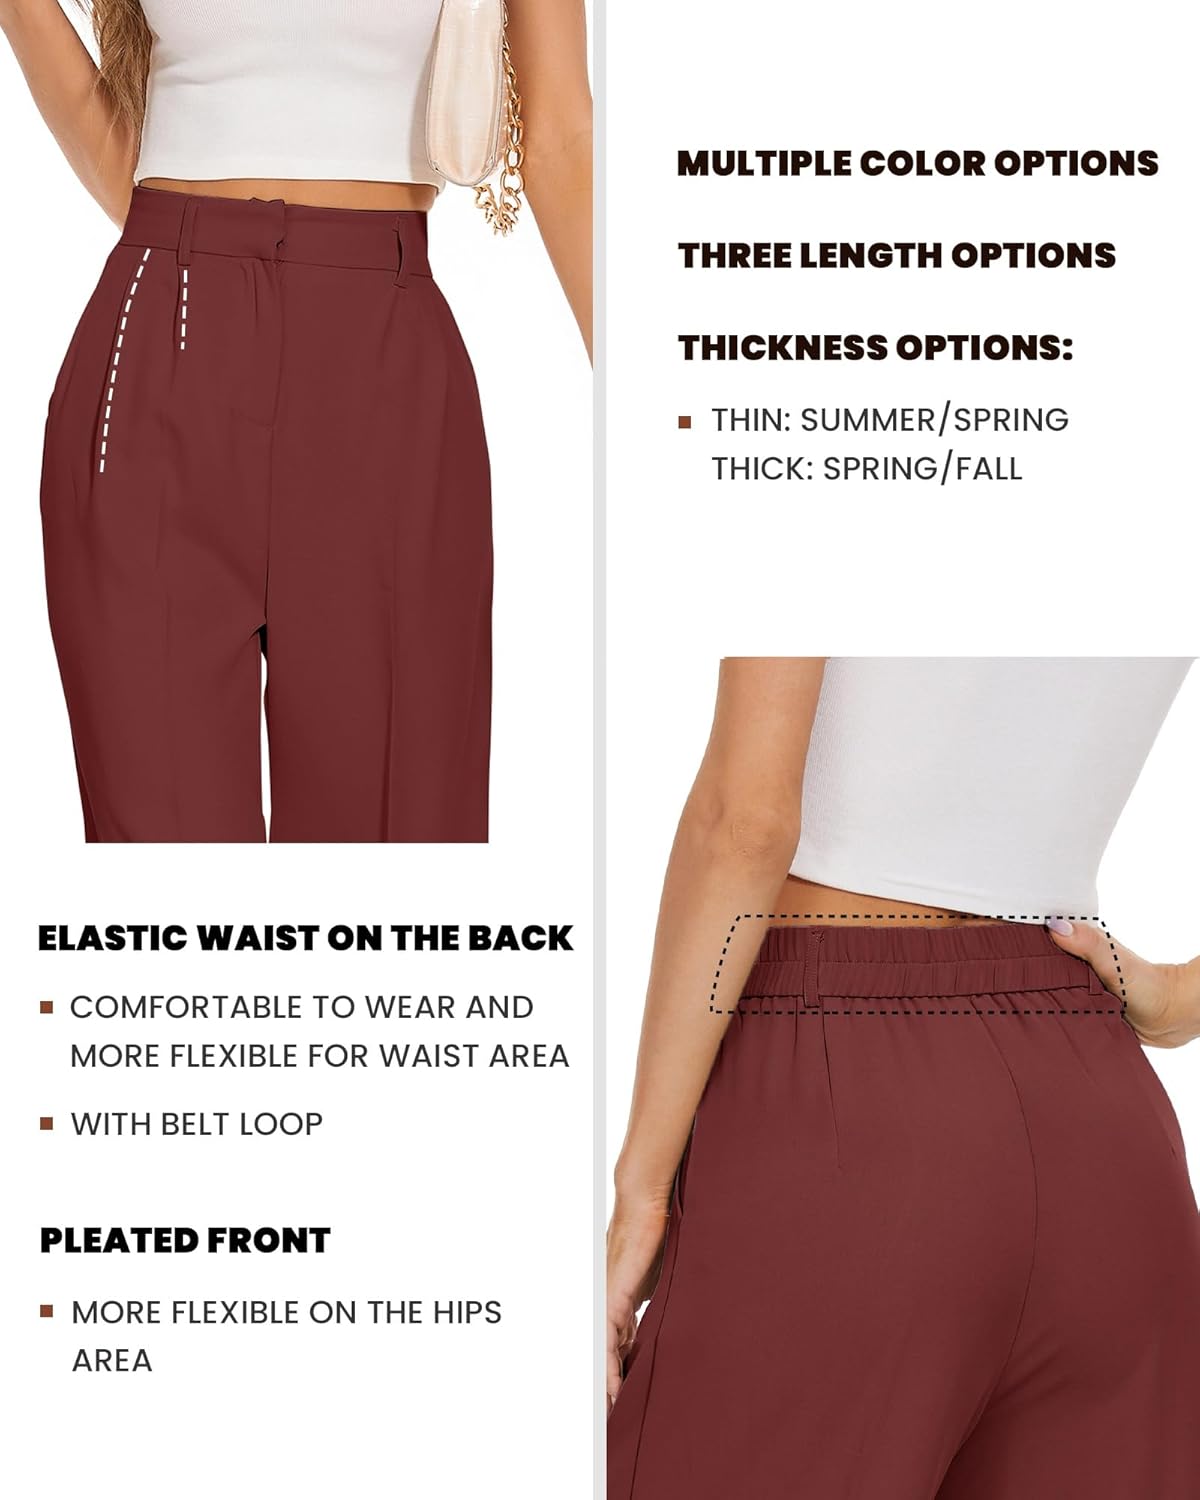 MULTIPLE COLOR OPTIONS
THREE LENGTH OPTIONS
THICKNESS OPTIONS:
THIN: SUMMER/SPRING
THICK: SPRING/FALL
ELASTIC WAIST ON THE BACK
COMFORTABLE TO WEAR AND
MORE FLEXIBLE FOR WAIST AREA
WITH BELT LOOP
PLEATED FRONT
MORE FLEXIBLE ON THE HIPS
AREA